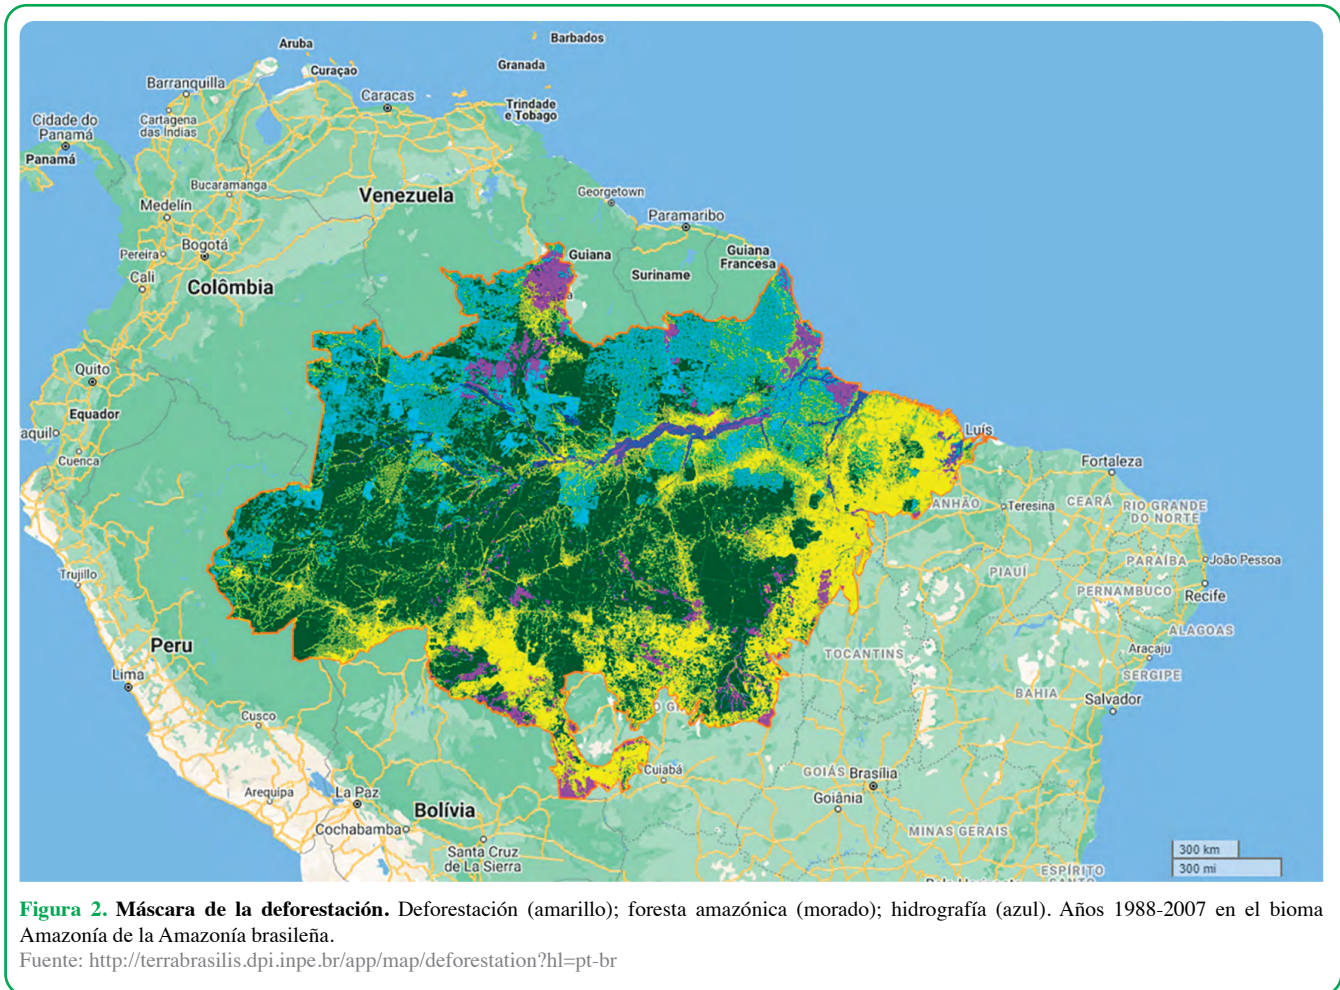 Barbados
Aruba
Granada
Curaçao
Barranquilla
Caracas
Trindade
e Tobago
Cartagena
das Índias
Cidade do
Panamá
Panamá
Bucaramanga
Venezuela
Georgetown
Medellín
Paramaribo
Bogotá
Pereira
Guiana
Guiana
Francesa
Cali
Suriname
Colômbia
a
Quito
Equador
aquil
Luís
Cuenca
Fortaleza
ANHÃO
Teresina
CEARÁ
RIO GRANDE
DO NORTE
Trujillo
PIAUÍ
PARAÍBA
João Pessoa
PERNAMBUCO
Recife
Peru
ALAGOAS
TOCANTINS
Aracaju
Lima
SERGIPE
BAHIA
Salvador
Cusco
Cuiabá
GOIÁS
Brasília
Arequipa
La Paz
Goiânia
Bolívia
Cochabamba
MINAS GERAIS
Santa Cruz
de La Sierra
300 km
300 mi
ESPÍRITO
Figura 2. Máscara de la deforestación. Deforestación (amarillo); foresta amazónica (morado); hidrografía (azul). Años 1988-2007 en el bioma
Amazonía de la Amazonía brasileña.
Fuente: http://terrabrasilis.dpi.inpe.br/app/map/deforestation?hl=pt-br